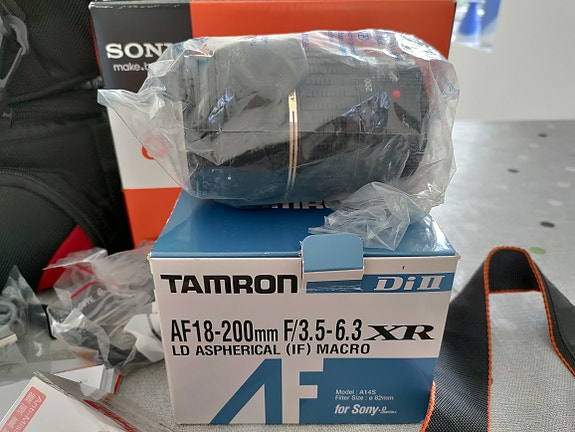 SONY
make.b
200
TAMRON
Di II
AF18-200mm F/3.5-6.3 XR
LD ASPHERICAL (IF) MACRO
AF
Model : A14S
Filter Size : ø 62mm
for Sony